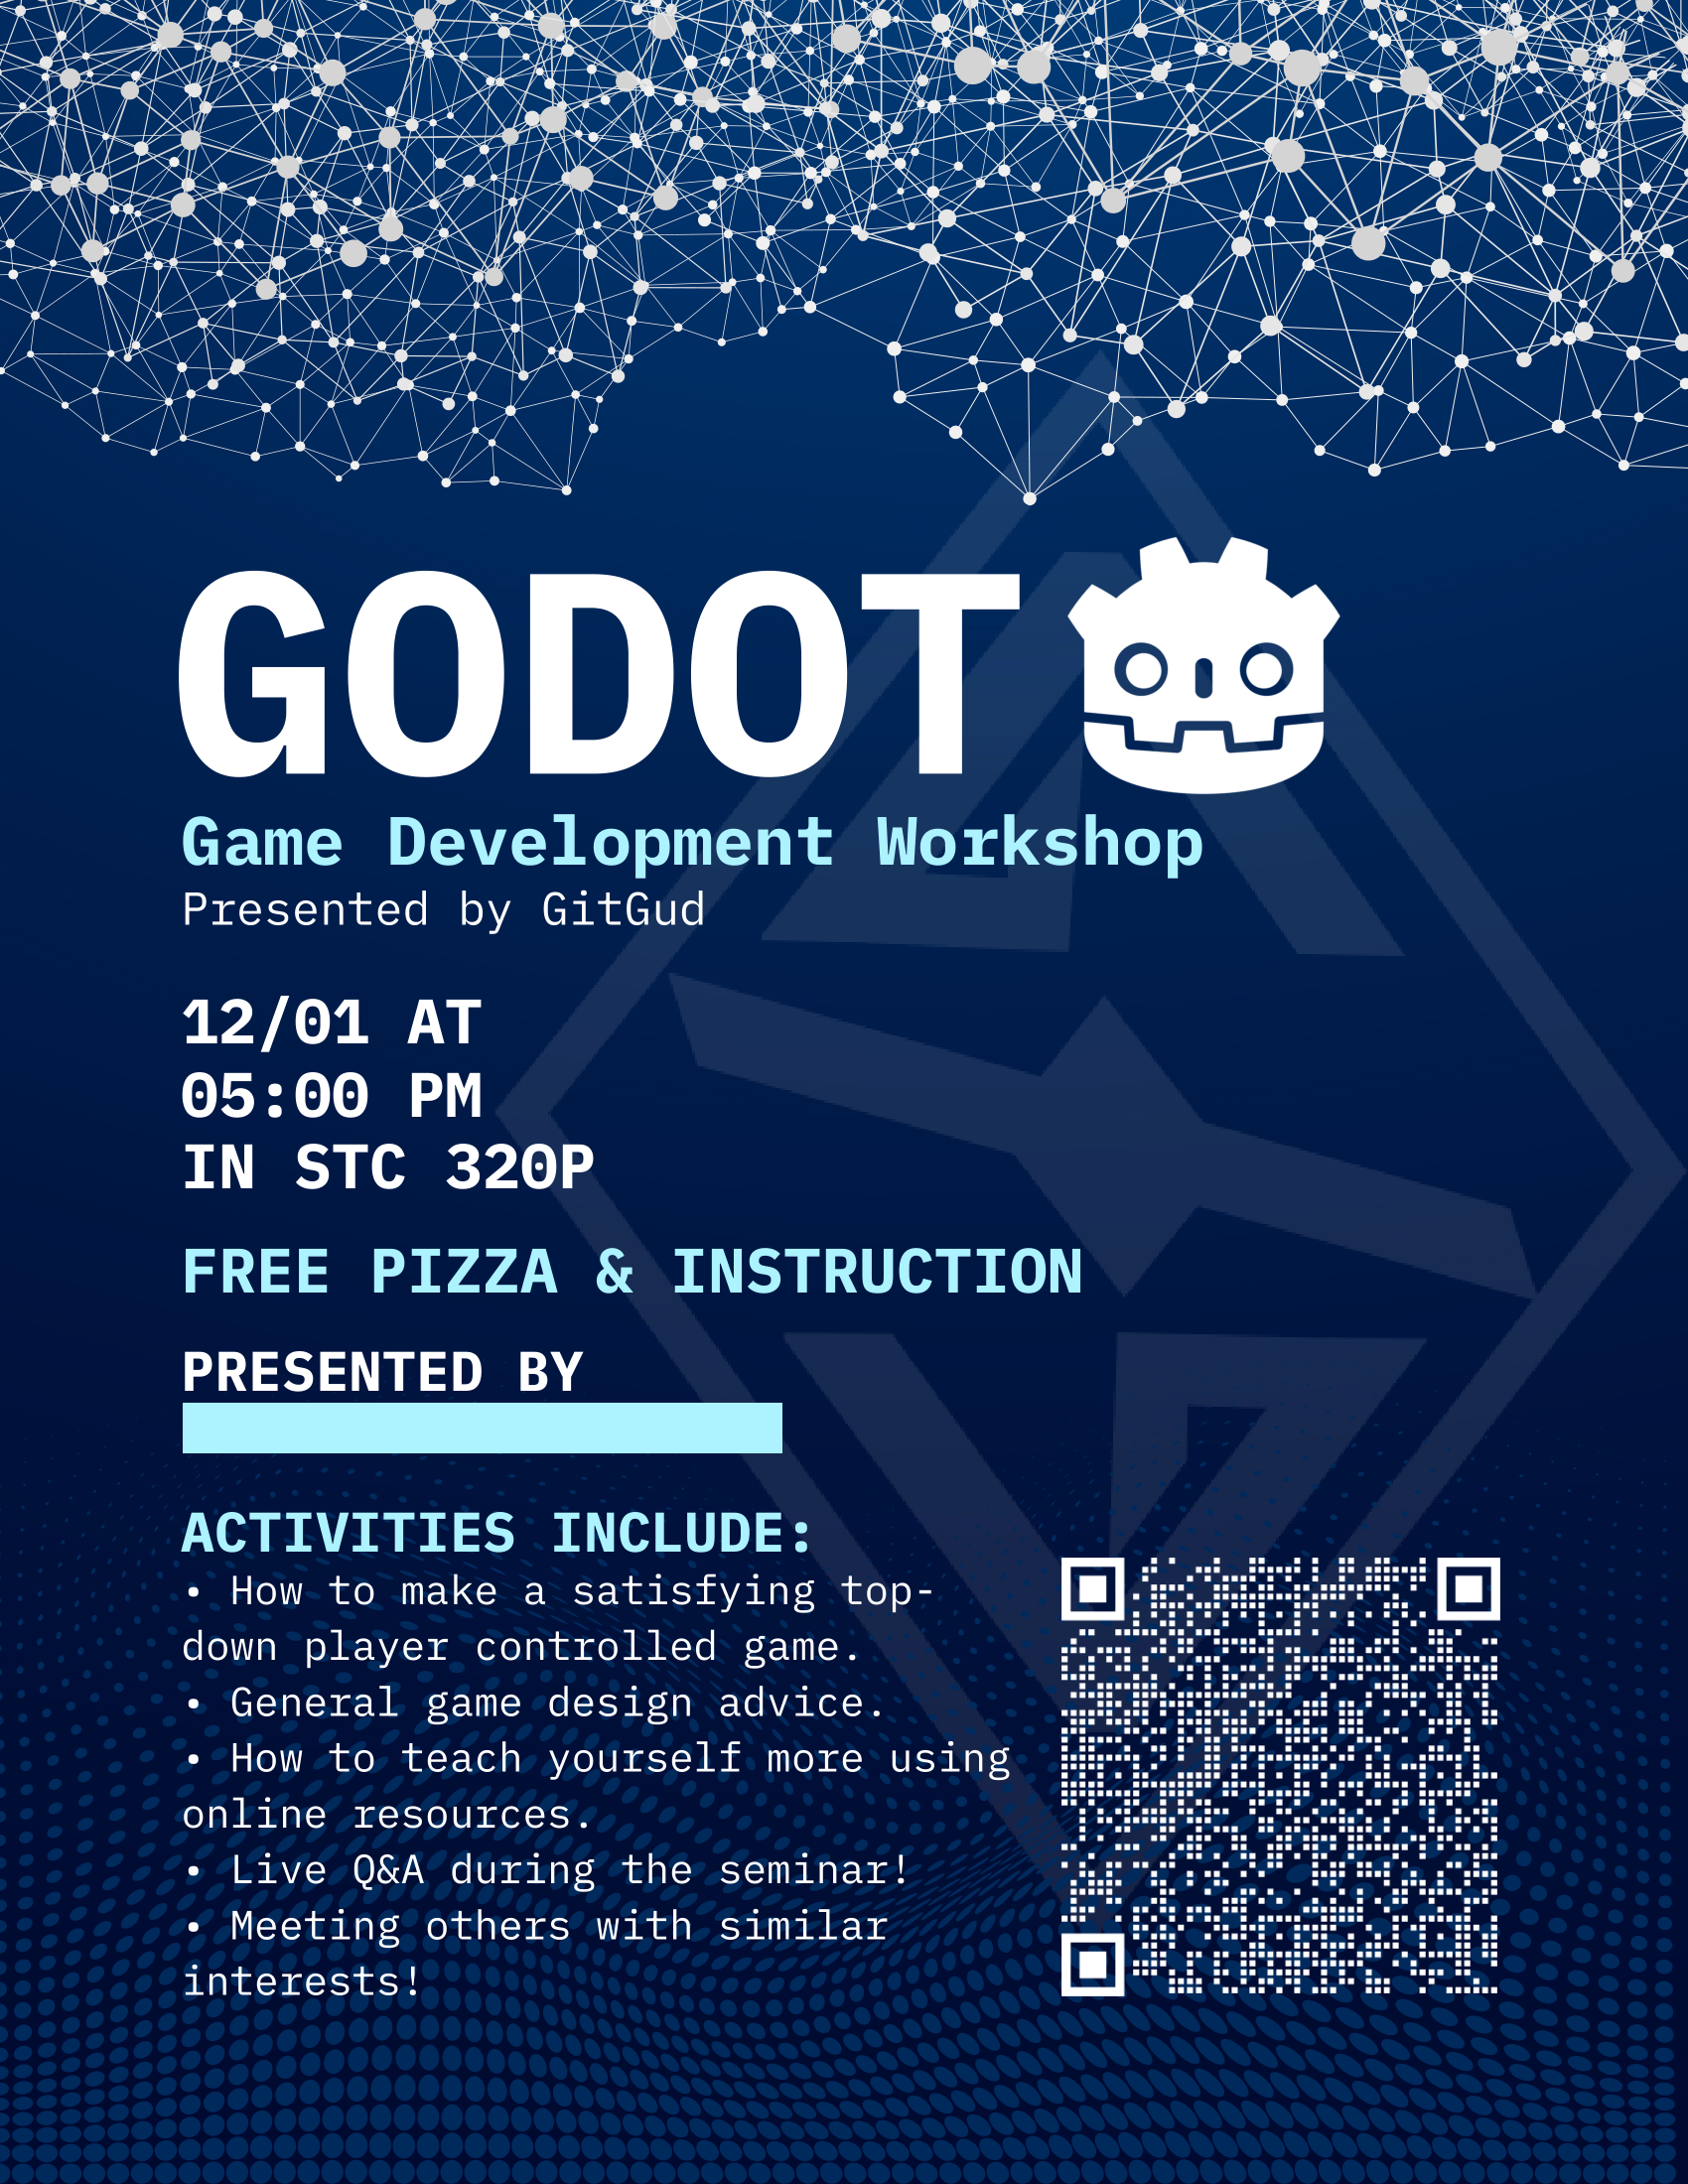 GODOT
Game Development Workshop
Presented by GitGud
12/01 AT
05:00 PM
IN STC 320P
FREE PIZZA & INSTRUCTION
PRESENTED BY
ACTIVITIES INCLUDE:
• How to make a satisfying top-
down player controlled game.
• General game design advice.
• How to teach yourself more using
online resources.
• Live Q&A during the seminar!
• Meeting others with similar
interests!